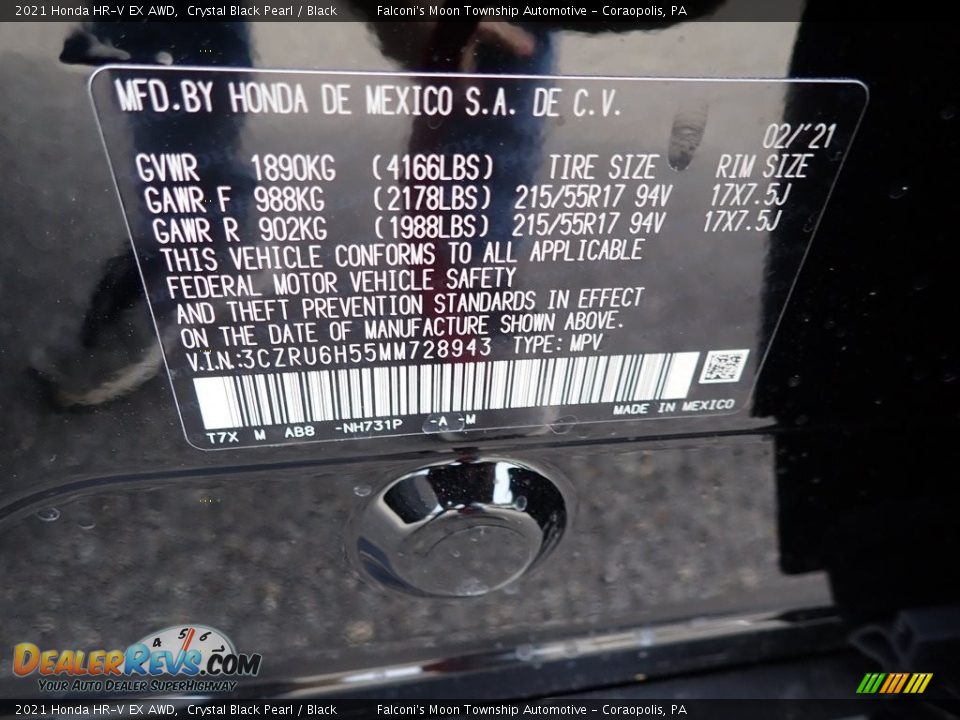 2021 Honda HR-V EX AWD, Crystal Black Pearl / Black Falconi's Moon Township Automotive - Coraopolis, PA
MFD.BY HONDA DE MEXICO S.A. DE C.V.
02/'21
GVWR 1890KG (4166LBS) TIRE SIZE RIM SIZE
GAWR F 988KG (2178LBS) 215/55R17 94V 17X7.5J
GAWR R 902KG (1988LBS) 215/55R17 94V 17X7.5J
THIS VEHICLE CONFORMS TO ALL APPLICABLE
FEDERAL MOTOR VEHICLE SAFETY
AND THEFT PREVENTION STANDARDS IN EFFECT
ON THE DATE OF MANUFACTURE SHOWN ABOVE.
V.I.N.:3CZRU6H55MM728943 TYPE: MPV
MADE IN MEXICO
T7X M AB8 -NH731P -A -M
4 5 6
DEALERREVS.COM
YOUR AUTO DEALER SUPERHIGHWAY
2021 Honda HR-V EX AWD, Crystal Black Pearl / Black Falconi's Moon Township Automotive - Coraopolis, PA